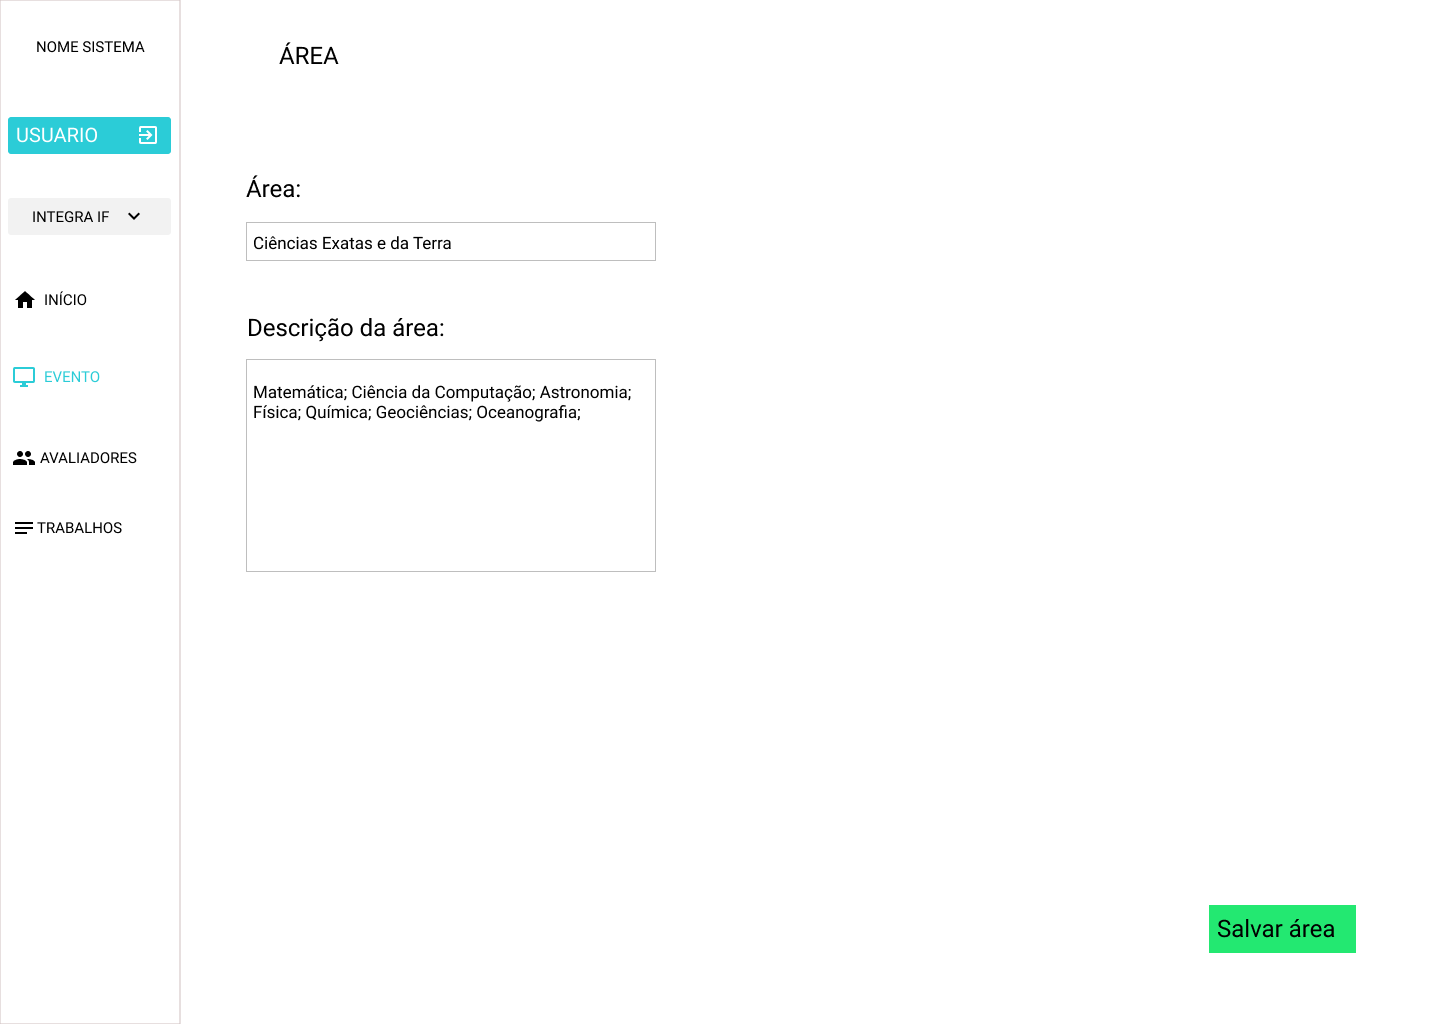 NOME SISTEMA
USUARIO
INTEGRA IF
INÍCIO
EVENTO
AVALIADORES
TRABALHOS
ÁREA
Área:
Ciências Exatas e da Terra
Descrição da área:
Matemática; Ciência da Computação; Astronomia;
Física; Química; Geociências; Oceanografia;
Salvar área